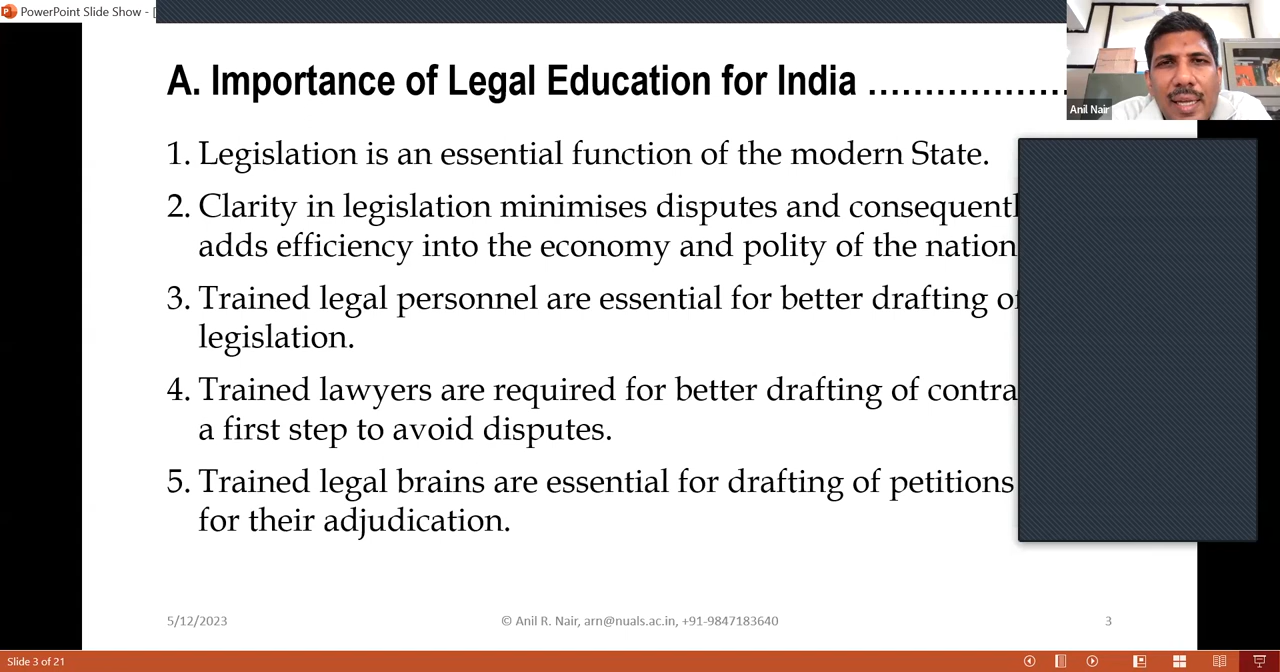 PowerPoint Slide Show - [
A. Importance of Legal Education for India ..................
Anil Nair
1. Legislation is an essential function of the modern State.
2. Clarity in legislation minimises disputes and
adds efficiency into the economy and polity of the nation
3. Trained legal personnel are essential for better drafting of
legislation.
4. Trained lawyers are required for better drafting of
a first step to avoid disputes.
5. Trained legal brains are essential for drafting of petitions
for their adjudication.
5/12/2023
© Anil R. Nair, arn@nuals.ac.in, +91-9847183640
3
Slide 3 of 21